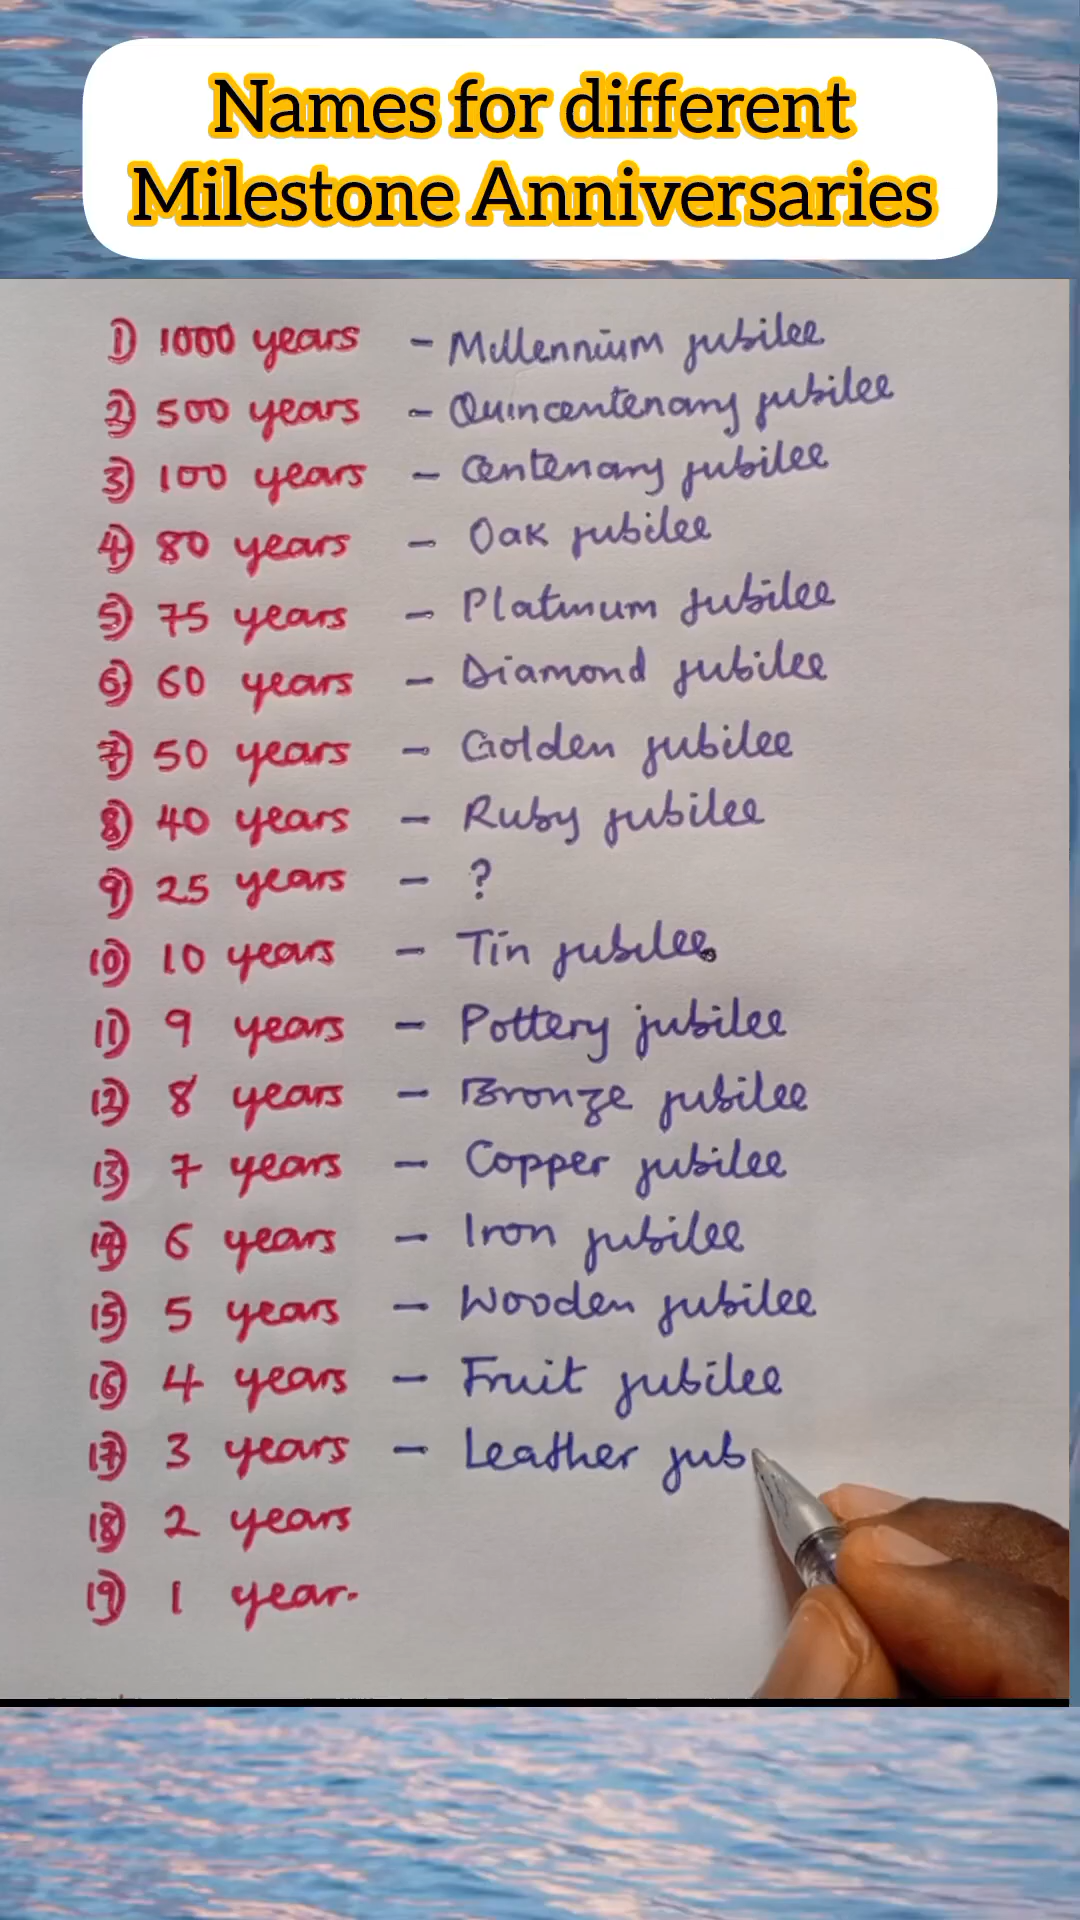 Names for different
Milestone Anniversaries
1) 1000 years - Millennium jubilee
2) 500 years - Quincentenary jubilee
3) 100 years - Centenary jubilee
4) 80 years - Oak jubilee
5) 75 years - Platinum jubilee
6) 60 years - Diamond jubilee
7) 50 years - Golden jubilee
8) 40 years - Ruby jubilee
9) 25 years - ?
10) 10 years - Tin jubilee.
11) 9 years - Pottery jubilee
12) 8 years - Bronze jubilee
13) 7 years - Copper jubilee
14) 6 years - Iron jubilee
15) 5 years - Wooden jubilee
16) 4 years - Fruit jubilee
17) 3 years - Leather jub
18) 2 years
19) 1 year.